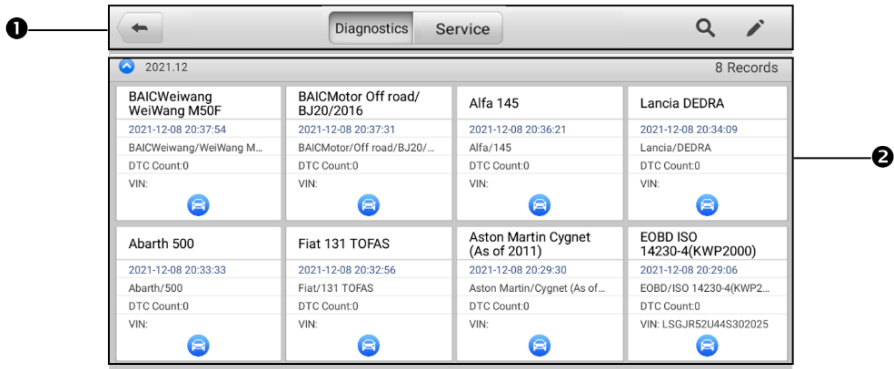 ❶
Diagnostics Service
2021.12 8 Records
BAICWeiwang
WeiWang M50F
2021-12-08 20:37:54
BAICWeiwang/WeiWang M...
DTC Count:0
VIN:
BAICMotor Off road/
BJ20/2016
2021-12-08 20:37:31
BAICMotor/Off road/BJ20/...
DTC Count:0
VIN:
Alfa 145
2021-12-08 20:36:21
Alfa/145
DTC Count:0
VIN:
Lancia DEDRA
2021-12-08 20:34:09
Lancia/DEDRA
DTC Count:0
VIN:
❷
Abarth 500
2021-12-08 20:33:33
Abarth/500
DTC Count:0
VIN:
Fiat 131 TOFAS
2021-12-08 20:32:56
Fiat/131 TOFAS
DTC Count:0
VIN:
Aston Martin Cygnet
(As of 2011)
2021-12-08 20:29:30
Aston Martin/Cygnet (As of...
DTC Count:0
VIN:
EOBD ISO
14230-4(KWP2000)
2021-12-08 20:29:06
EOBD/ISO 14230-4(KWP2...
DTC Count:0
VIN: LSGJR52U44S302025